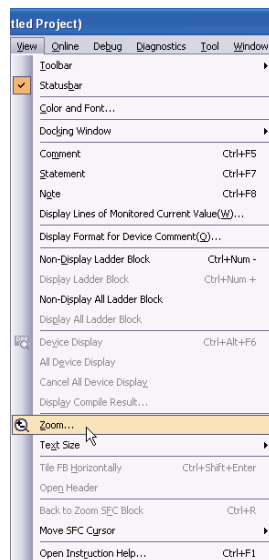 tled Project)
View Online Debug Diagnostics Tool Window
Toolbar
Statusbar
Color and Font...
Docking Window
Comment Ctrl+F5
Statement Ctrl+F7
Note Ctrl+F8
Display Lines of Monitored Current Value(W)...
Display Format for Device Comment(O)...
Non-Display Ladder Block Ctrl+Num -
Display Ladder Block Ctrl+Num +
Non-Display All Ladder Block
Display All Ladder Block
Device Display Ctrl+Alt+F6
All Device Display
Cancel All Device Display
Display Compile Result...
Zoom...
Text Size
Tile FB Horizontally Ctrl+Shift+Enter
Open Header
Back to Zoom SFC Block Ctrl+R
Move SFC Cursor
Open Instruction Help... Ctrl+F1